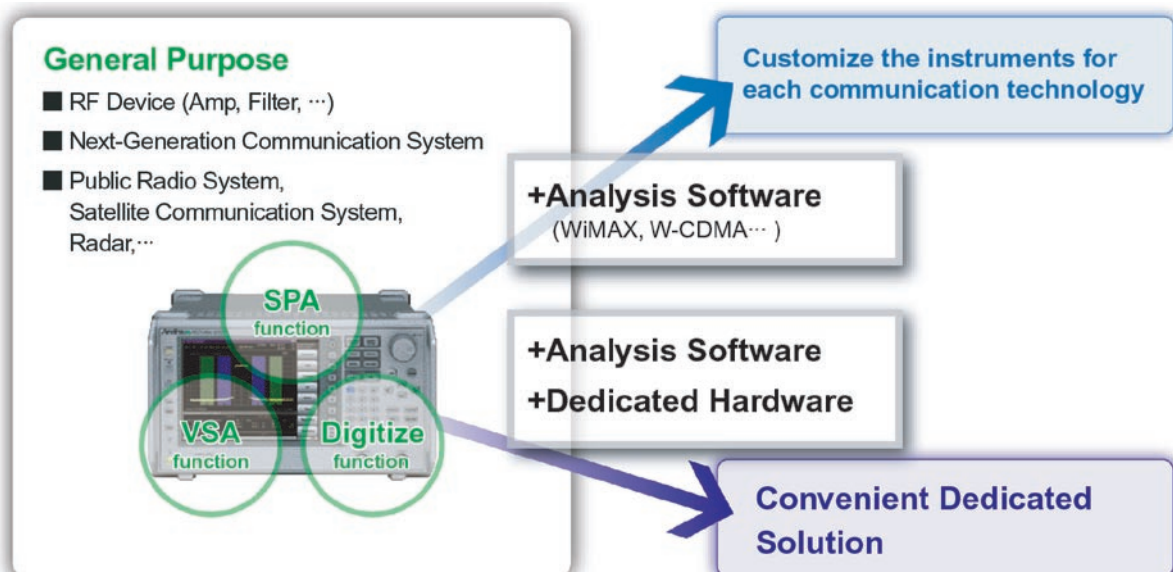 General Purpose
■ RF Device (Amp, Filter, ···)
■ Next-Generation Communication System
■ Public Radio System,
Satellite Communication System,
Radar,···
SPA
function
VSA
function
Digitize
function
+Analysis Software
(WiMAX, W-CDMA··· )
+Analysis Software
+Dedicated Hardware
Customize the instruments for
each communication technology
Convenient Dedicated
Solution